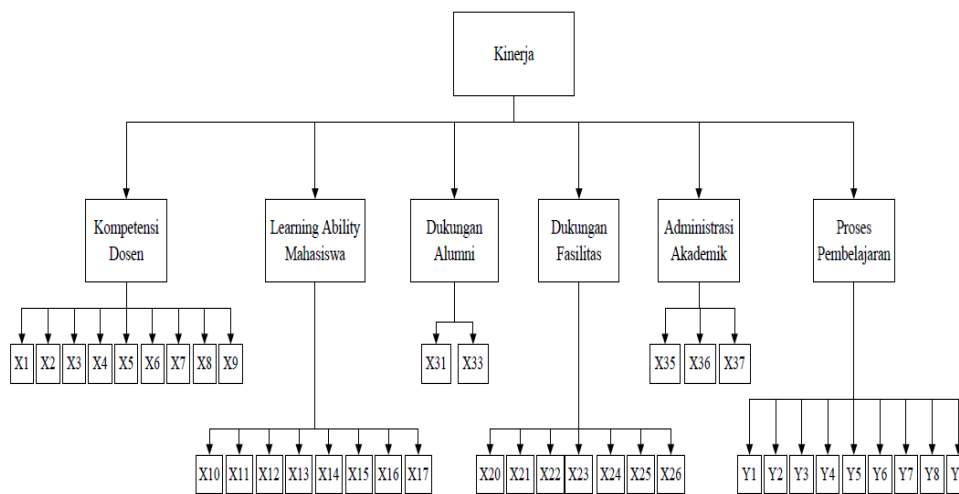 Kinerja
Kompetensi
Dosen
Learning Ability
Mahasiswa
Dukungan
Alumni
Dukungan
Fasilitas
Administrasi
Akademik
Proses
Pembelajaran
X1 X2 X3 X4 X5 X6 X7 X8 X9
X31 X33
X35 X36 X37
X10 X11 X12 X13 X14 X15 X16 X17
X20 X21 X22 X23 X24 X25 X26
Y1 Y2 Y3 Y4 Y5 Y6 Y7 Y8